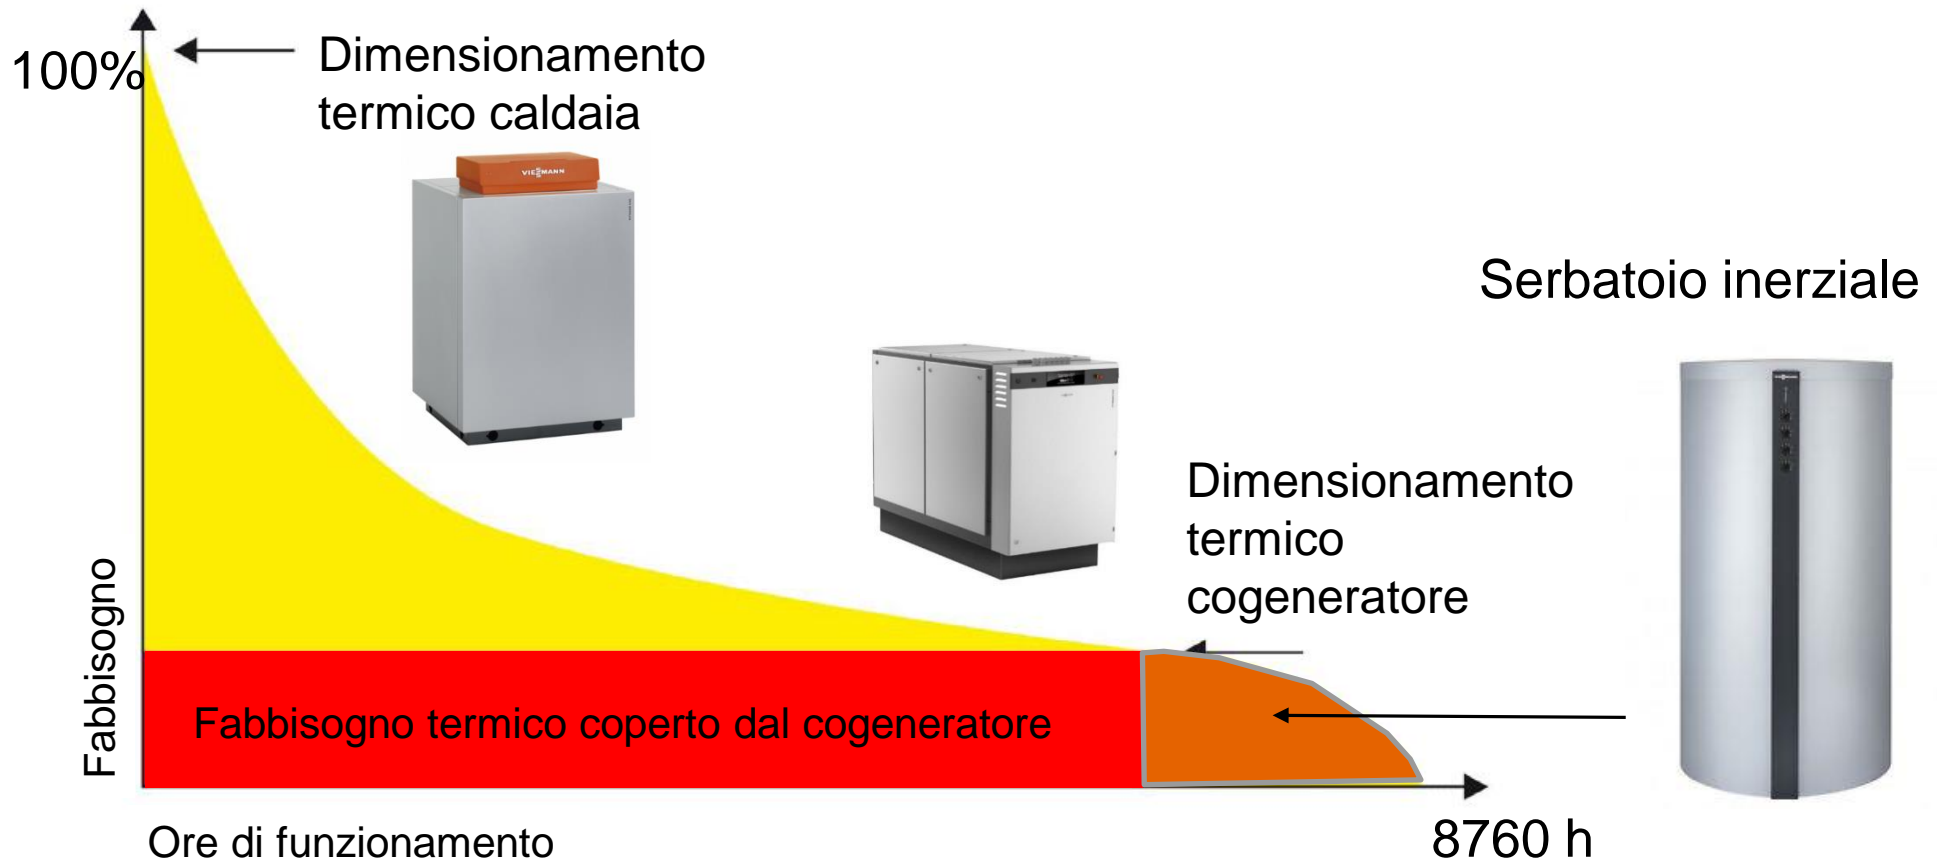 100%
Dimensionamento
termico caldaia
VIESMANN
Serbatoio inerziale
Dimensionamento
termico
cogeneratore
Fabbisogno
Fabbisogno termico coperto dal cogeneratore
Ore di funzionamento
8760 h